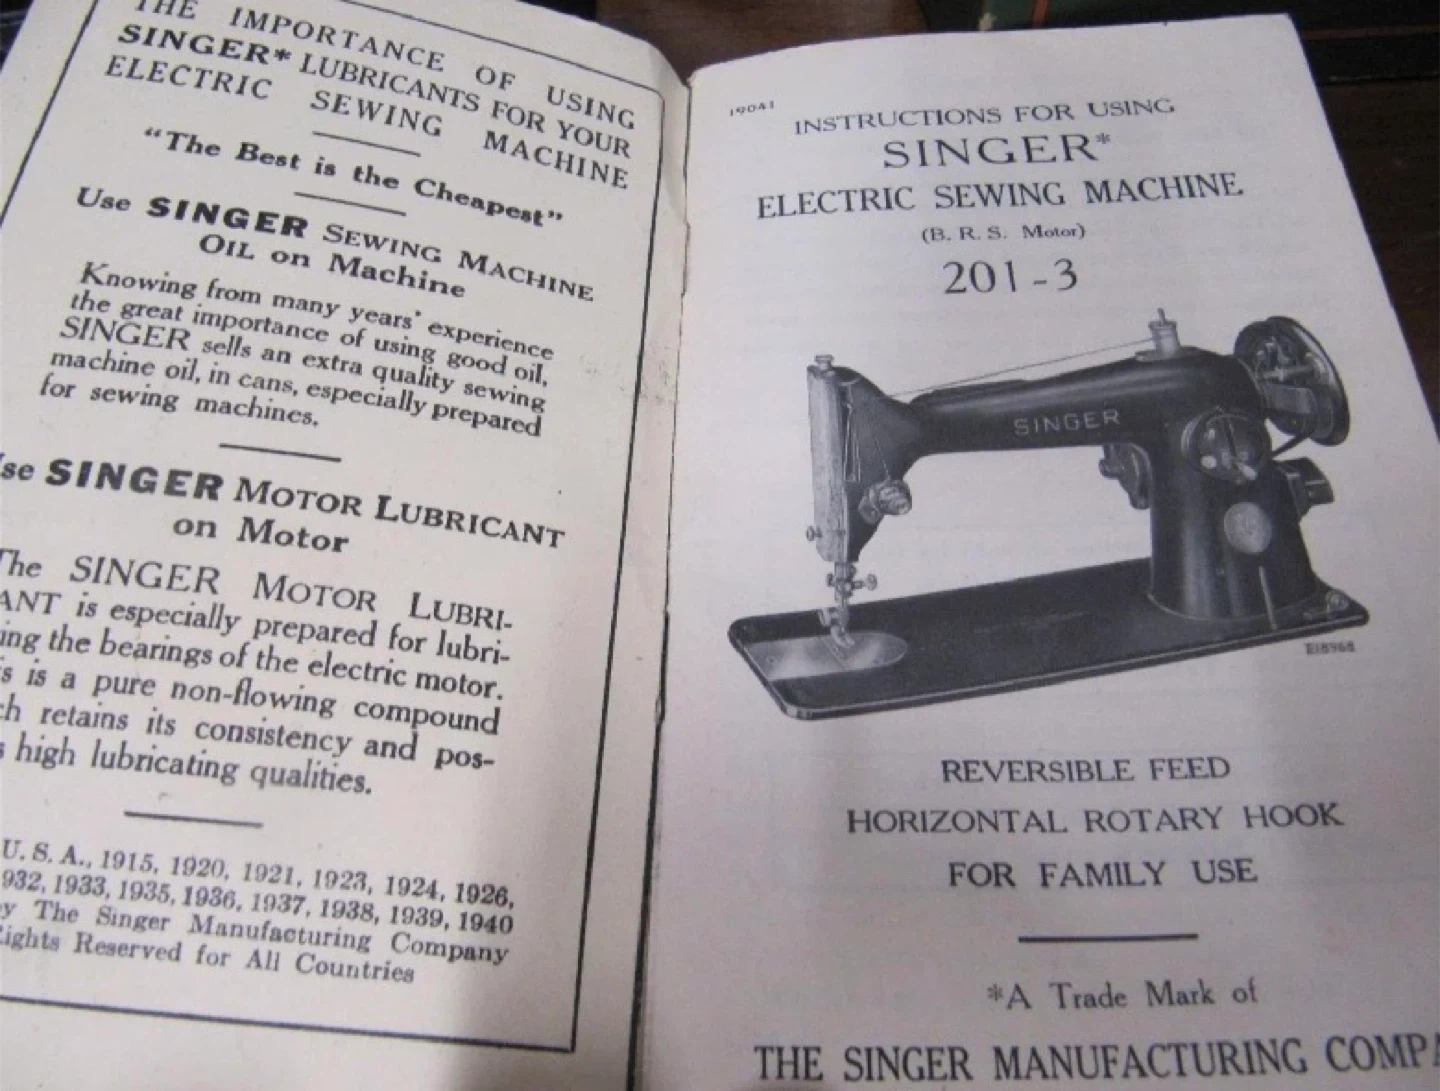 THE IMPORTANCE OF USING
SINGER* LUBRICANTS FOR YOUR
ELECTRIC SEWING MACHINE
"The Best is the Cheapest"
Use SINGER SEWING MACHINE
OIL on Machine
Knowing from many years' experience
the great importance of using good oil,
SINGER sells an extra quality sewing
machine oil, in cans, especially prepared
for sewing machines.
SINGER MOTOR LUBRICANT
on Motor
The SINGER MOTOR LUBRI-
ANT is especially prepared for lubri-
ing the bearings of the electric motor.
is a pure non-flowing compound
retains its consistency and pos-
high lubricating qualities.
U. S. A., 1915, 1920, 1921, 1923, 1924, 1926,
1933, 1935, 1936, 1937, 1938, 1939, 1940
The Singer Manufacturing Company
Rights Reserved for All Countries
19041
INSTRUCTIONS FOR USING
SINGER*
ELECTRIC SEWING MACHINE
(B. R. S. Motor)
201-3
SINGER
E18968
REVERSIBLE FEED
HORIZONTAL ROTARY HOOK
FOR FAMILY USE
*A Trade Mark of
THE SINGER MANUFACTURING COMPA